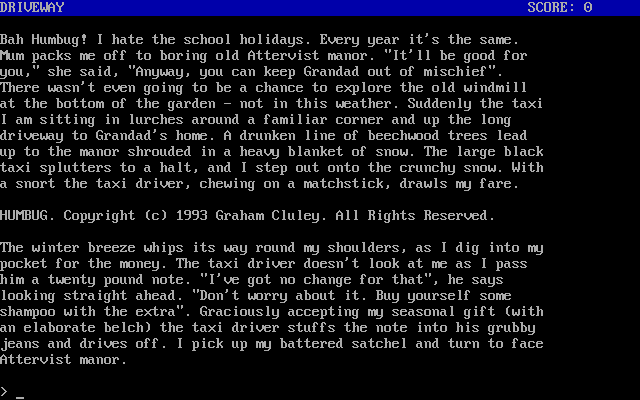 DRIVEWAY SCORE: 0
Bah Humbug! I hate the school holidays. Every year it's the same.
Mum packs me off to boring old Attervist manor. "It'll be good for
you," she said, "Anyway, you can keep Grandad out of mischief".
There wasn't even going to be a chance to explore the old windmill
at the bottom of the garden - not in this weather. Suddenly the taxi
I am sitting in lurches around a familiar corner and up the long
driveway to Grandad's home. A drunken line of beechwood trees lead
up to the manor shrouded in a heavy blanket of snow. The large black
taxi splutters to a halt, and I step out onto the crunchy snow. With
a snort the taxi driver, chewing on a matchstick, drawls my fare.
HUMBUG. Copyright (c) 1993 Graham Cluley. All Rights Reserved.
The winter breeze whips its way round my shoulders, as I dig into my
pocket for the money. The taxi driver doesn't look at me as I pass
him a twenty pound note. "I've got no change for that", he says
looking straight ahead. "Don't worry about it. Buy yourself some
shampoo with the extra". Graciously accepting my seasonal gift (with
an elaborate belch) the taxi driver stuffs the note into his grubby
jeans and drives off. I pick up my battered satchel and turn to face
Attervist manor.
> _